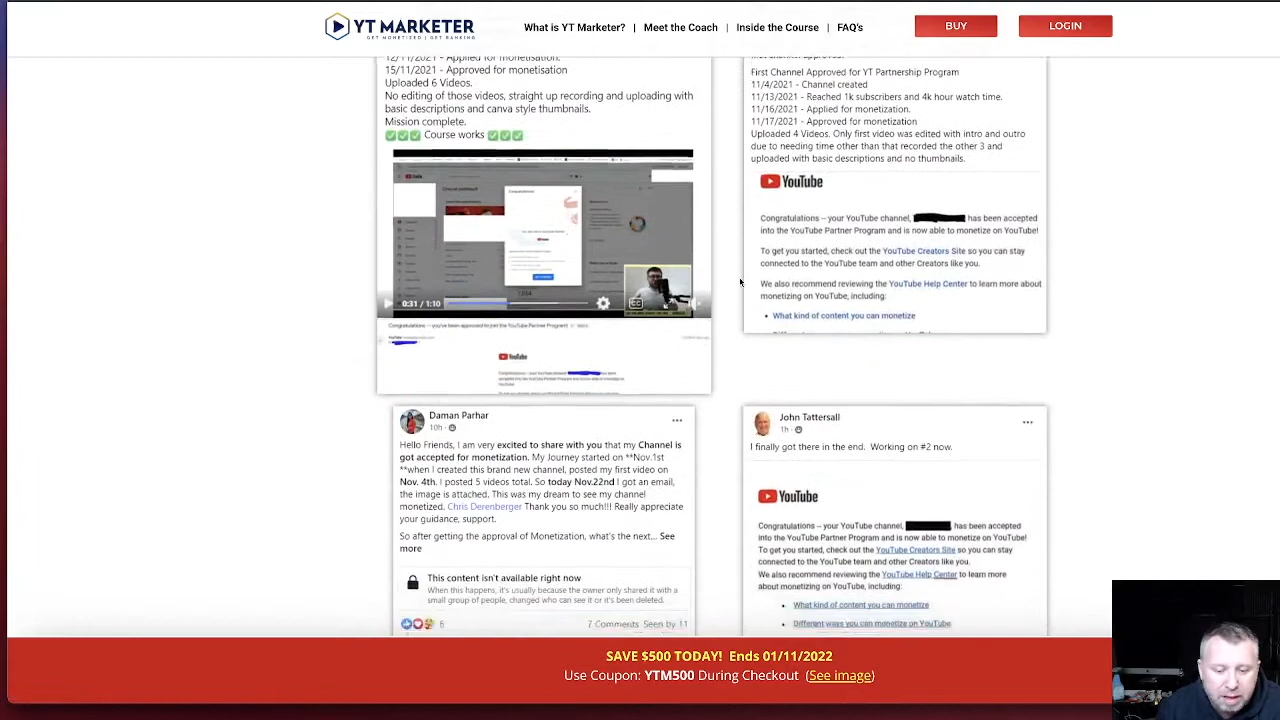 YT MARKETER
GET MONETIZED | GET RANKING
What is YT Marketer? | Meet the Coach | Inside the Course | FAQ's
BUY
LOGIN
12/11/2021 - Applied for monetisation.
15/11/2021 - Approved for monetisation
Uploaded 6 Videos.
No editing of those videos, straight up recording and uploading with
basic descriptions and canva style thumbnails.
Mission complete.
✅✅✅ Course works ✅✅✅
0:31 / 1:10
Congratulations -- you've been approved to join the YouTube Partner Program!
YouTube
First Channel Approved for YT Partnership Program
11/4/2021 - Channel created
11/13/2021 - Reached 1k subscribers and 4k hour watch time.
11/16/2021 - Applied for monetization.
11/17/2021 - Approved for monetization
Uploaded 4 Videos. Only first video was edited with intro and outro
due to needing time other than that recorded the other 3 and
uploaded with basic descriptions and no thumbnails.
YouTube
Congratulations -- your YouTube channel, has been accepted
into the YouTube Partner Program and is now able to monetize on YouTube!
To get you started, check out the YouTube Creators Site so you can stay
connected to the YouTube team and other Creators like you.
We also recommend reviewing the YouTube Help Center to learn more about
monetizing on YouTube, including:
• What kind of content you can monetize
Daman Parhar
10h
Hello Friends, I am very excited to share with you that my Channel is
got accepted for monetization. My Journey started on **Nov.1st
**when I created this brand new channel, posted my first video on
Nov. 4th. I posted 5 videos total. So today Nov.22nd I got an email,
the image is attached. This was my dream to see my channel
monetized. Chris Derenberger Thank you so much!!! Really appreciate
your guidance, support.
So after getting the approval of Monetization, what's the next... See
more
This content isn't available right now
When this happens, it's usually because the owner only shared it with a
small group of people, changed who can see it or it's been deleted.
6
7 Comments Seen by 11
John Tattersall
1h
I finally got there in the end. Working on #2 now.
YouTube
Congratulations -- your YouTube channel, has been accepted
into the YouTube Partner Program and is now able to monetize on YouTube!
To get you started, check out the YouTube Creators Site so you can stay
connected to the YouTube team and other Creators like you.
We also recommend reviewing the YouTube Help Center to learn more
about monetizing on YouTube, including:
• What kind of content you can monetize
• Different ways you can monetize on YouTube
SAVE $500 TODAY! Ends 01/11/2022
Use Coupon: YTM500 During Checkout (See image)